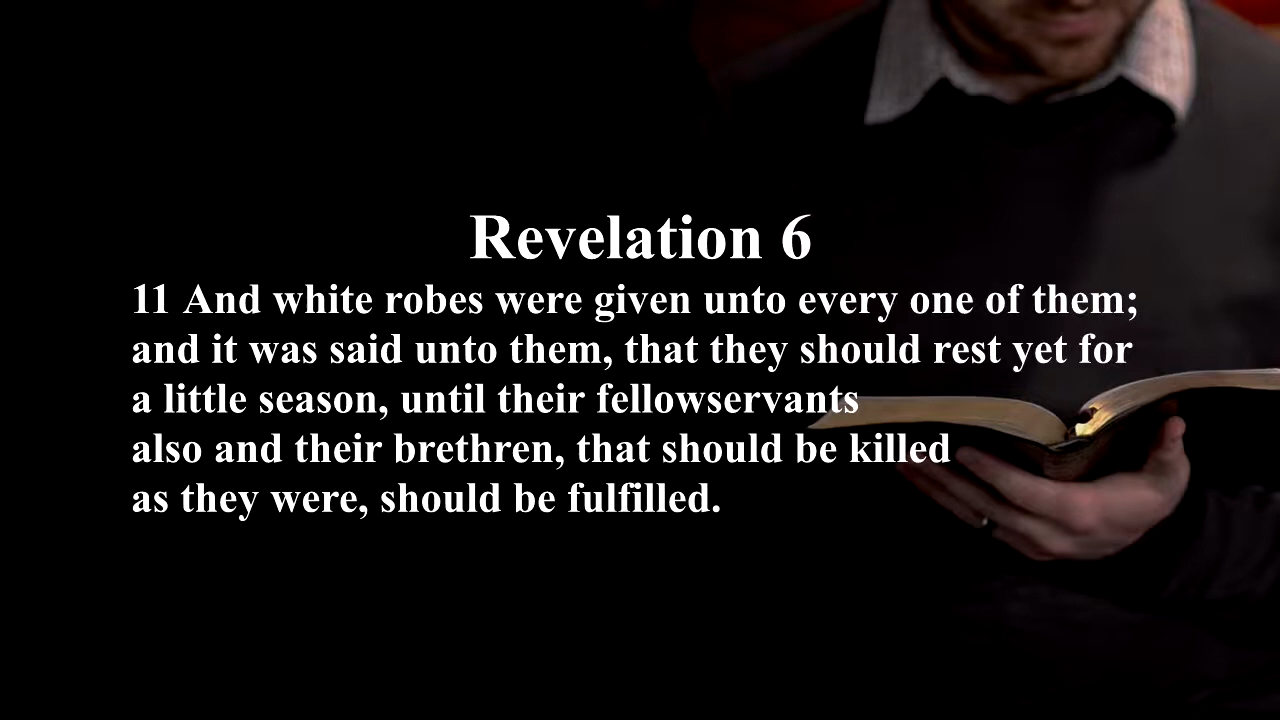 Revelation 6
11 And white robes were given unto every one of them;
and it was said unto them, that they should rest yet for
a little season, until their fellowservants
also and their brethren, that should be killed
as they were, should be fulfilled.